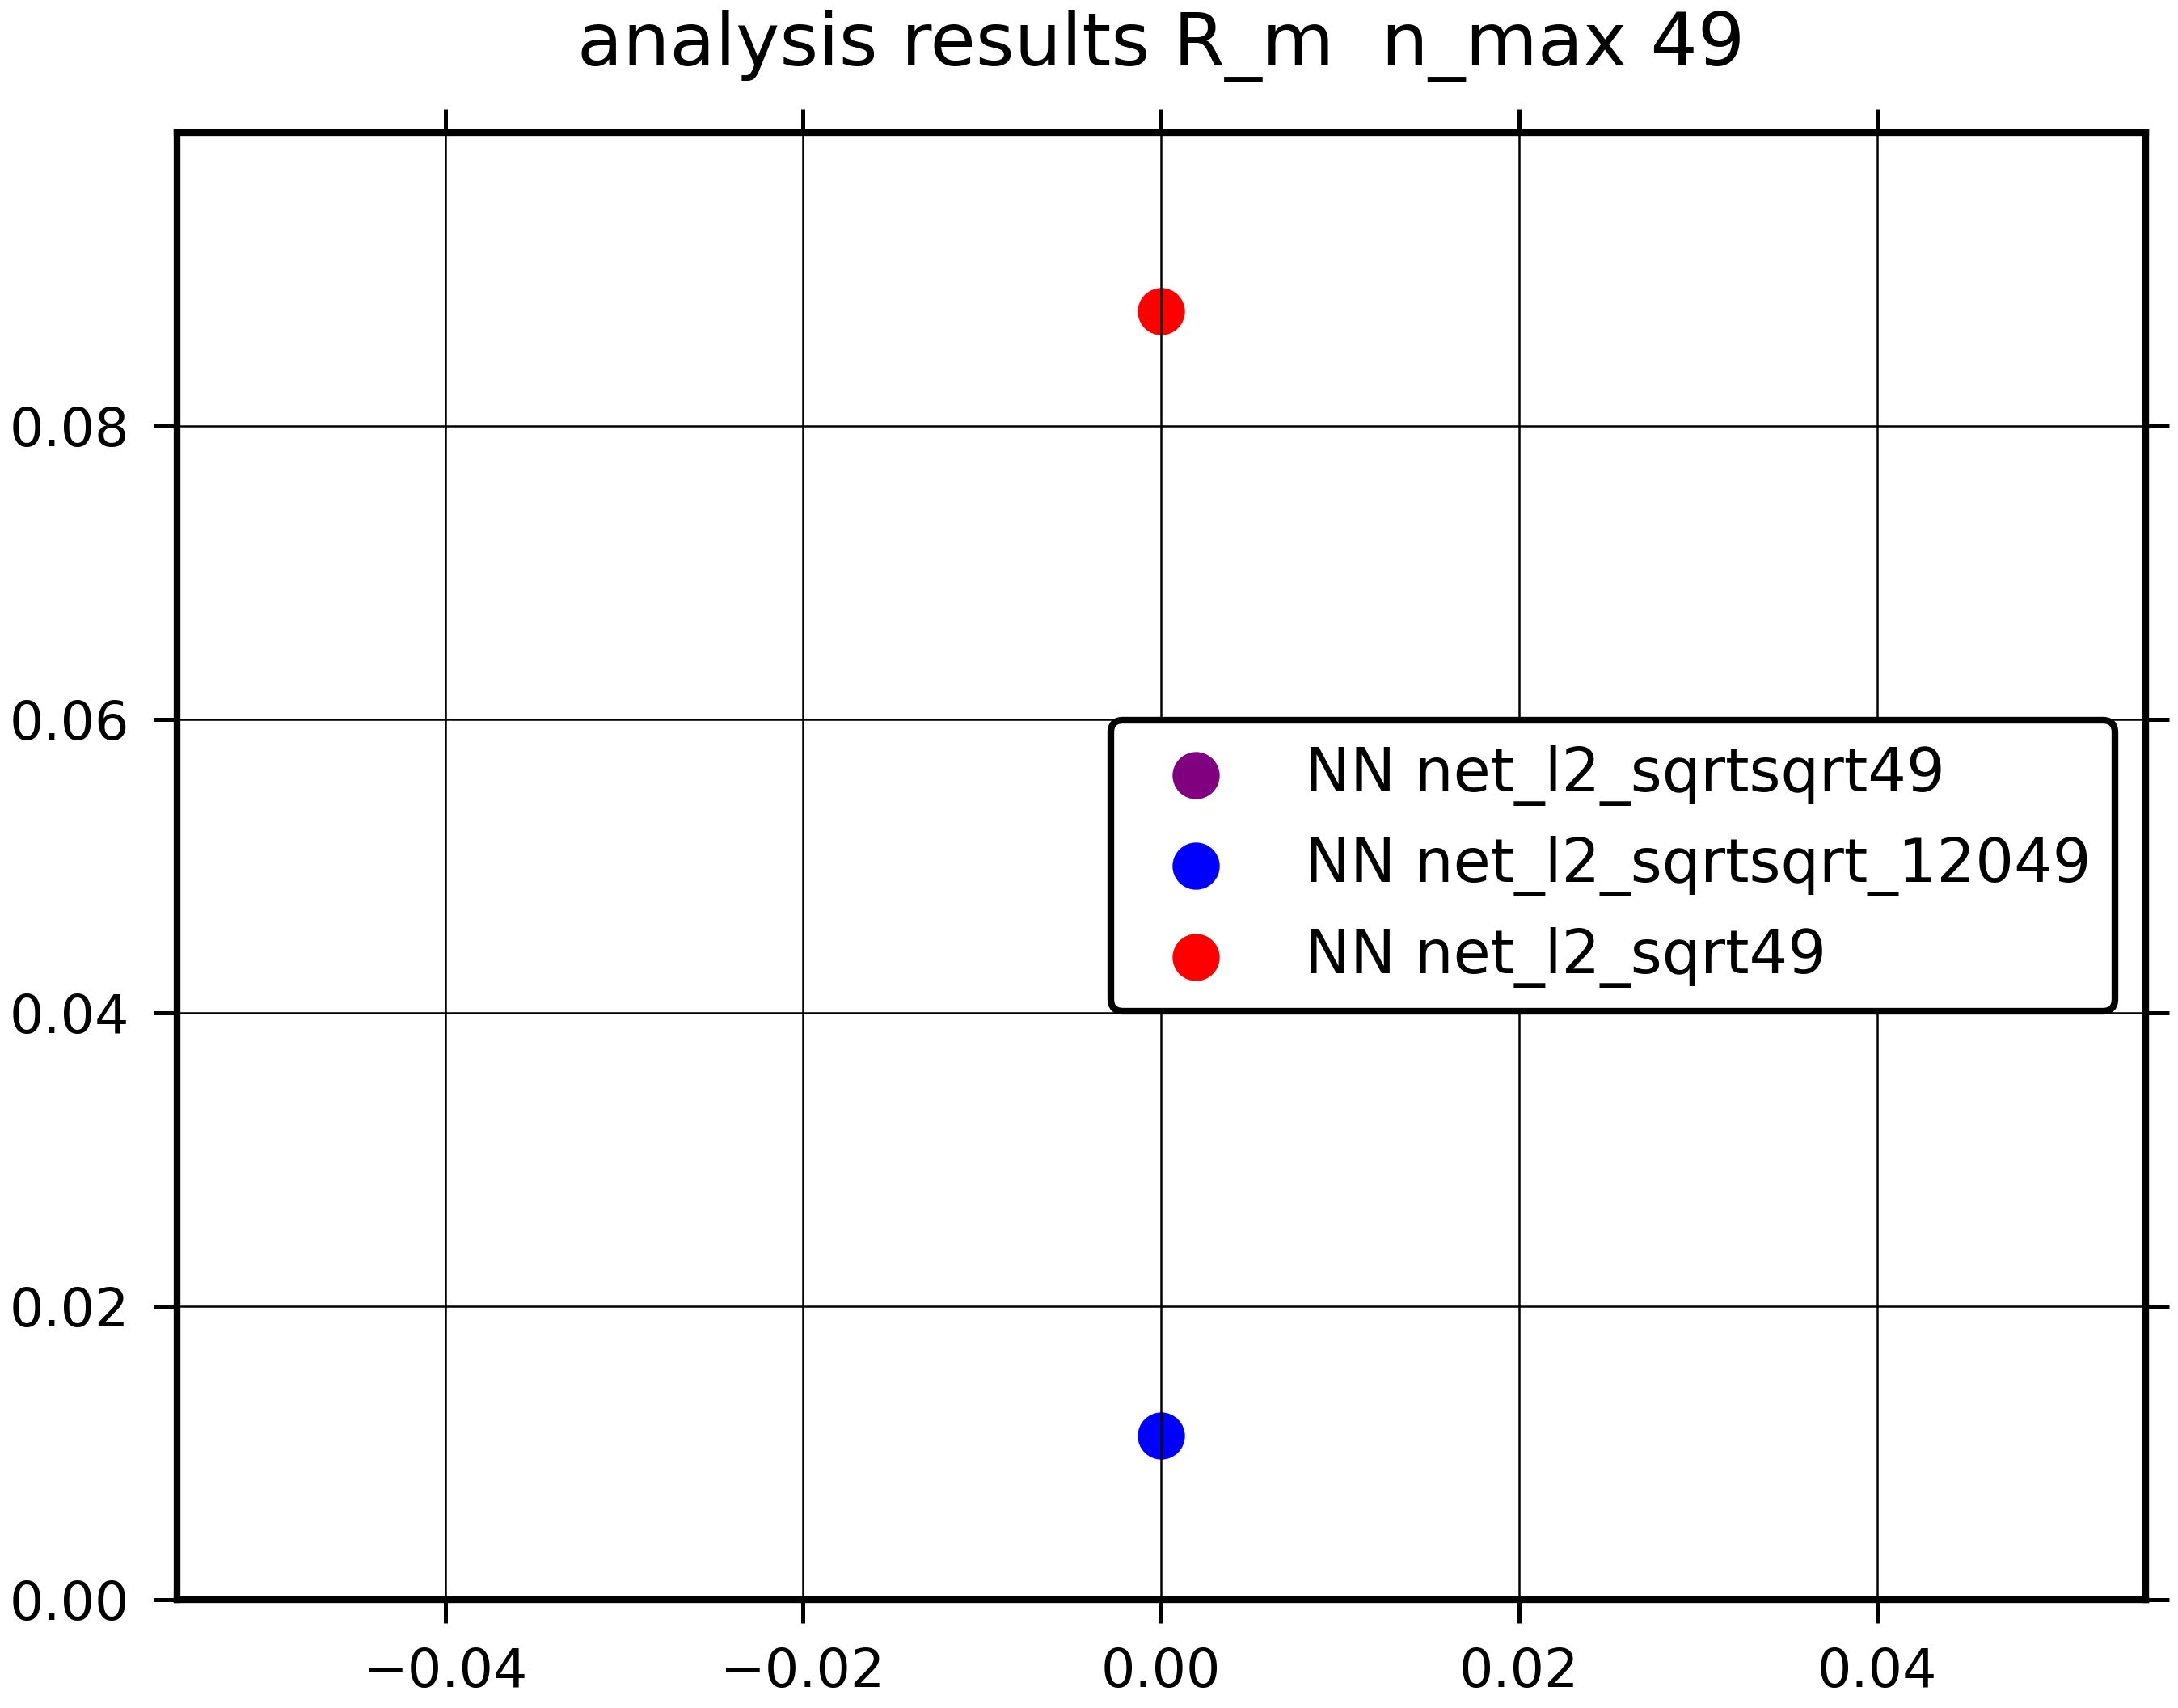 analysis results R_m  n_max 49
0.08
0.06
0.04
0.02
0.00
−0.04
−0.02
0.00
0.02
0.04
NN net_l2_sqrtsqrt49
NN net_l2_sqrtsqrt_12049
NN net_l2_sqrt49